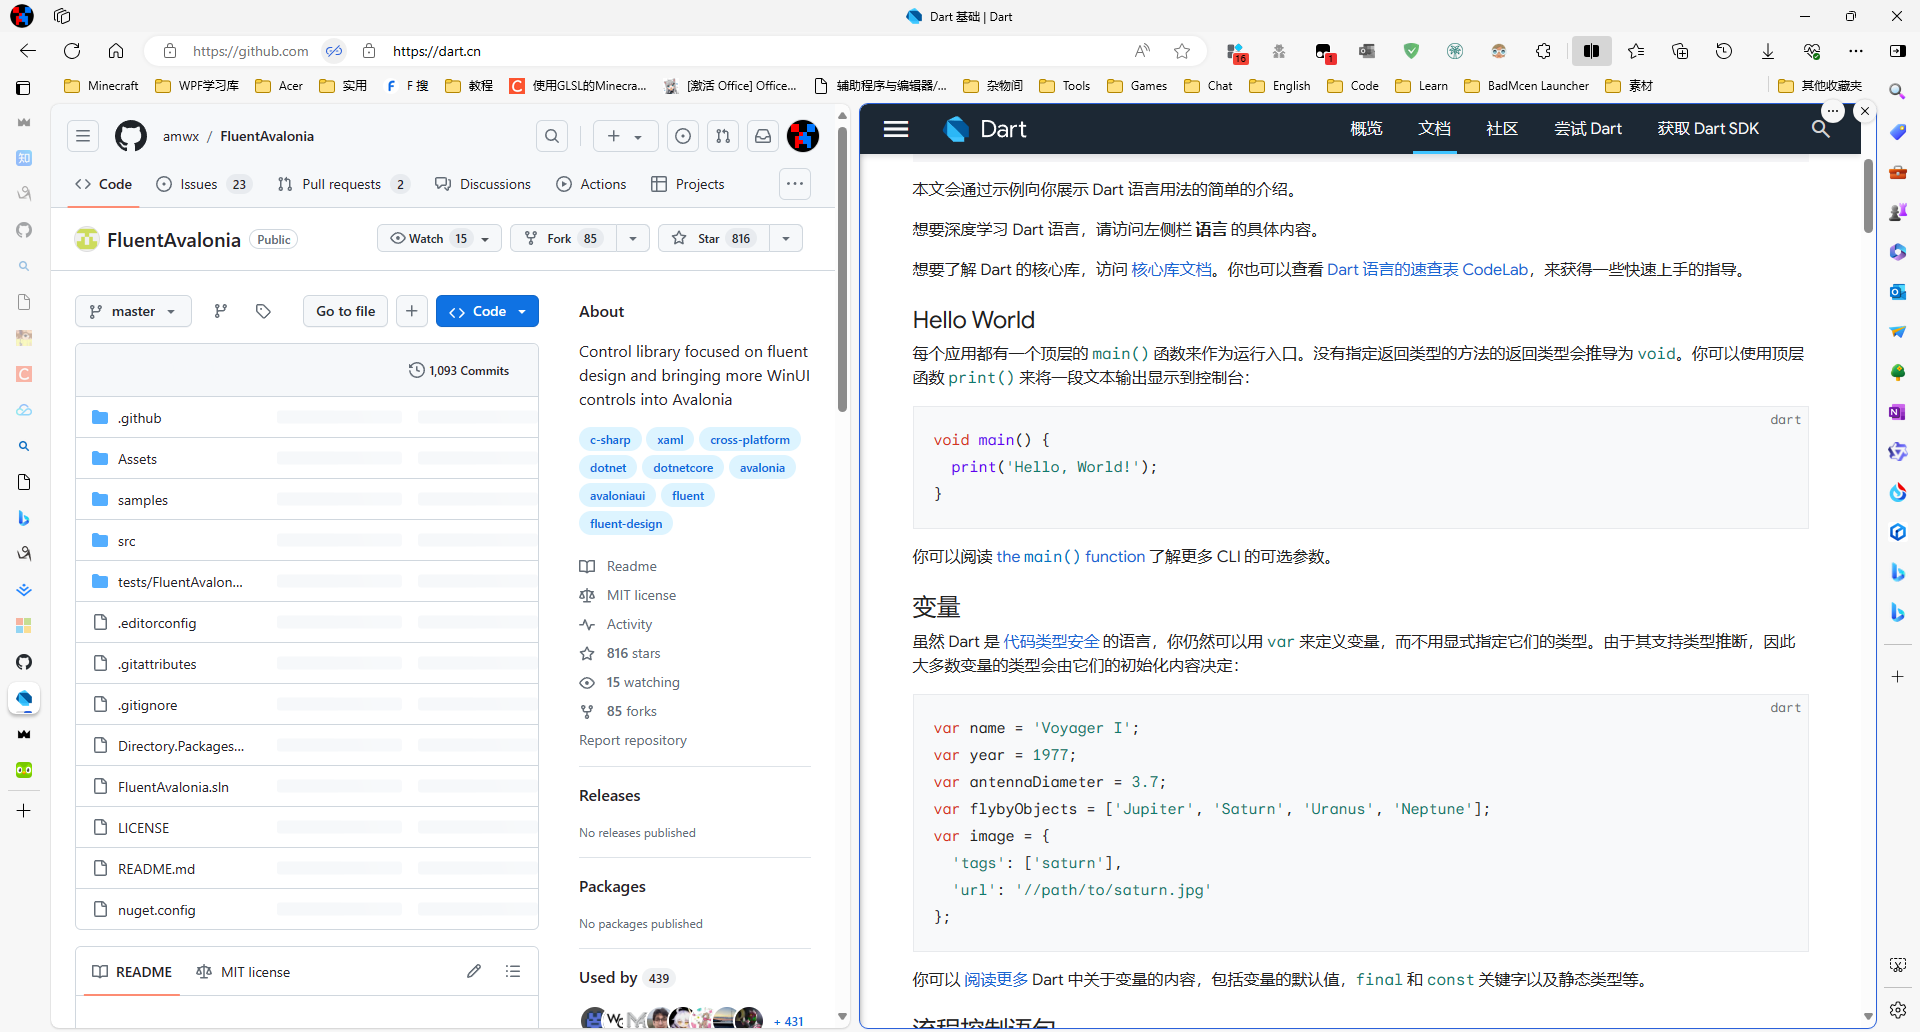 Dart 基础 | Dart
https://github.com
https://dart.cn
16
1
Minecraft
WPF学习库
Acer
实用
F 搜
教程
使用GLSL的Minecra...
[激活 Office] Office...
辅助程序与编辑器/...
杂物间
Tools
Games
Chat
English
Code
Learn
BadMcen Launcher
素材
其他收藏夹
amwx / FluentAvalonia
Code
Issues 23
Pull requests 2
Discussions
Actions
Projects
FluentAvalonia Public
Watch 15
Fork 85
Star 816
master
Go to file
Code
1,093 Commits
.github
Assets
samples
src
tests/FluentAvalon...
.editorconfig
.gitattributes
.gitignore
Directory.Packages...
FluentAvalonia.sln
LICENSE
README.md
nuget.config
README
MIT license
About
Control library focused on fluent
design and bringing more WinUI
controls into Avalonia
c-sharp xaml cross-platform
dotnet dotnetcore avalonia
avaloniaui fluent
fluent-design
Readme
MIT license
Activity
816 stars
15 watching
85 forks
Report repository
Releases
No releases published
Packages
No packages published
Used by 439
+ 431
Dart
概览
文档
社区
尝试 Dart
获取 Dart SDK
本文会通过示例向你展示 Dart 语言用法的简单的介绍。
想要深度学习 Dart 语言，请访问左侧栏 语言 的具体内容。
想要了解 Dart 的核心库，访问 核心库文档。你也可以查看 Dart 语言的速查表 CodeLab，来获得一些快速上手的指导。
Hello World
每个应用都有一个顶层的 main() 函数来作为运行入口。没有指定返回类型的方法的返回类型会推导为 void。你可以使用顶层
函数 print() 来将一段文本输出显示到控制台：
dart
void main() {
print('Hello, World!');
}
你可以阅读 the main() function 了解更多 CLI 的可选参数。
变量
虽然 Dart 是 代码类型安全 的语言，你仍然可以用 var 来定义变量，而不用显式指定它们的类型。由于其支持类型推断，因此
大多数变量的类型会由它们的初始化内容决定：
dart
var name = 'Voyager I';
var year = 1977;
var antennaDiameter = 3.7;
var flybyObjects = ['Jupiter', 'Saturn', 'Uranus', 'Neptune'];
var image = {
'tags': ['saturn'],
'url': '//path/to/saturn.jpg'
};
你可以 阅读更多 Dart 中关于变量的内容，包括变量的默认值，final 和 const 关键字以及静态类型等。
流程控制语句